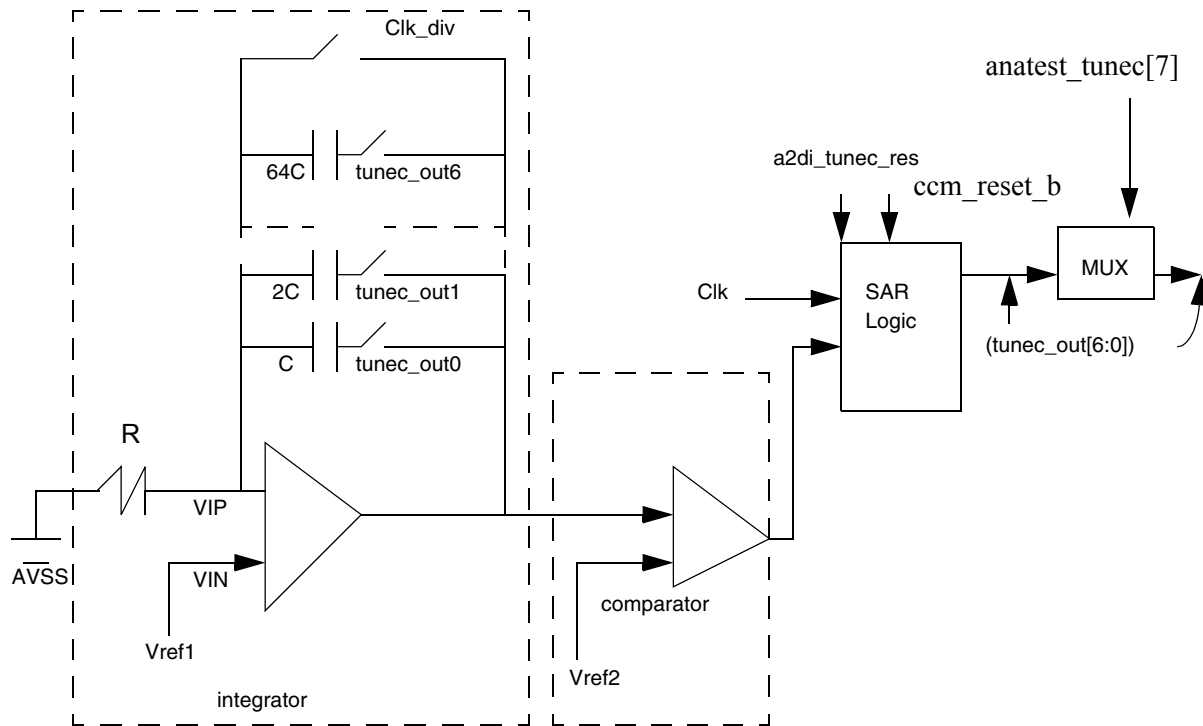 Clk_div
anatest_tunec[7]
64C
tunec_out6
a2di_tunec_res
ccm_reset_b
2C
tunec_out1
Clk
SAR
Logic
MUX
C
tunec_out0
(tunec_out[6:0])
R
VIP
AVSS
VIN
comparator
Vref1
Vref2
integrator